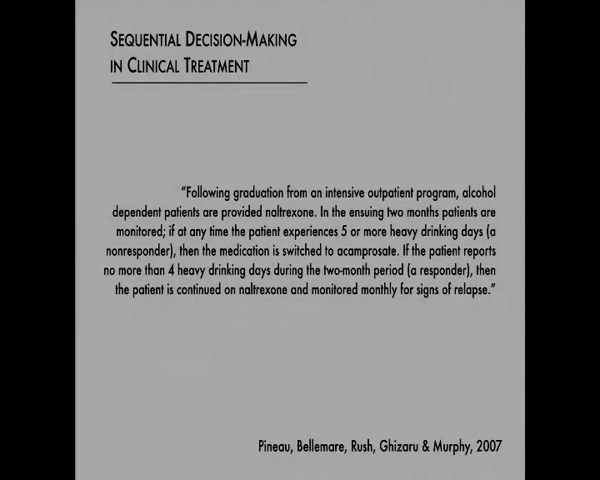 SEQUENTIAL DECISION-MAKING
IN CLINICAL TREATMENT
“Following graduation from an intensive outpatient program, alcohol
dependent patients are provided naltrexone. In the ensuing two months patients are
monitored; if at any time the patient experiences 5 or more heavy drinking days (a
nonresponder), then the medication is switched to acamprosate. If the patient reports
no more than 4 heavy drinking days during the two-month period (a responder), then
the patient is continued on naltrexone and monitored monthly for signs of relapse.”
Pineau, Bellemare, Rush, Ghizaru & Murphy, 2007